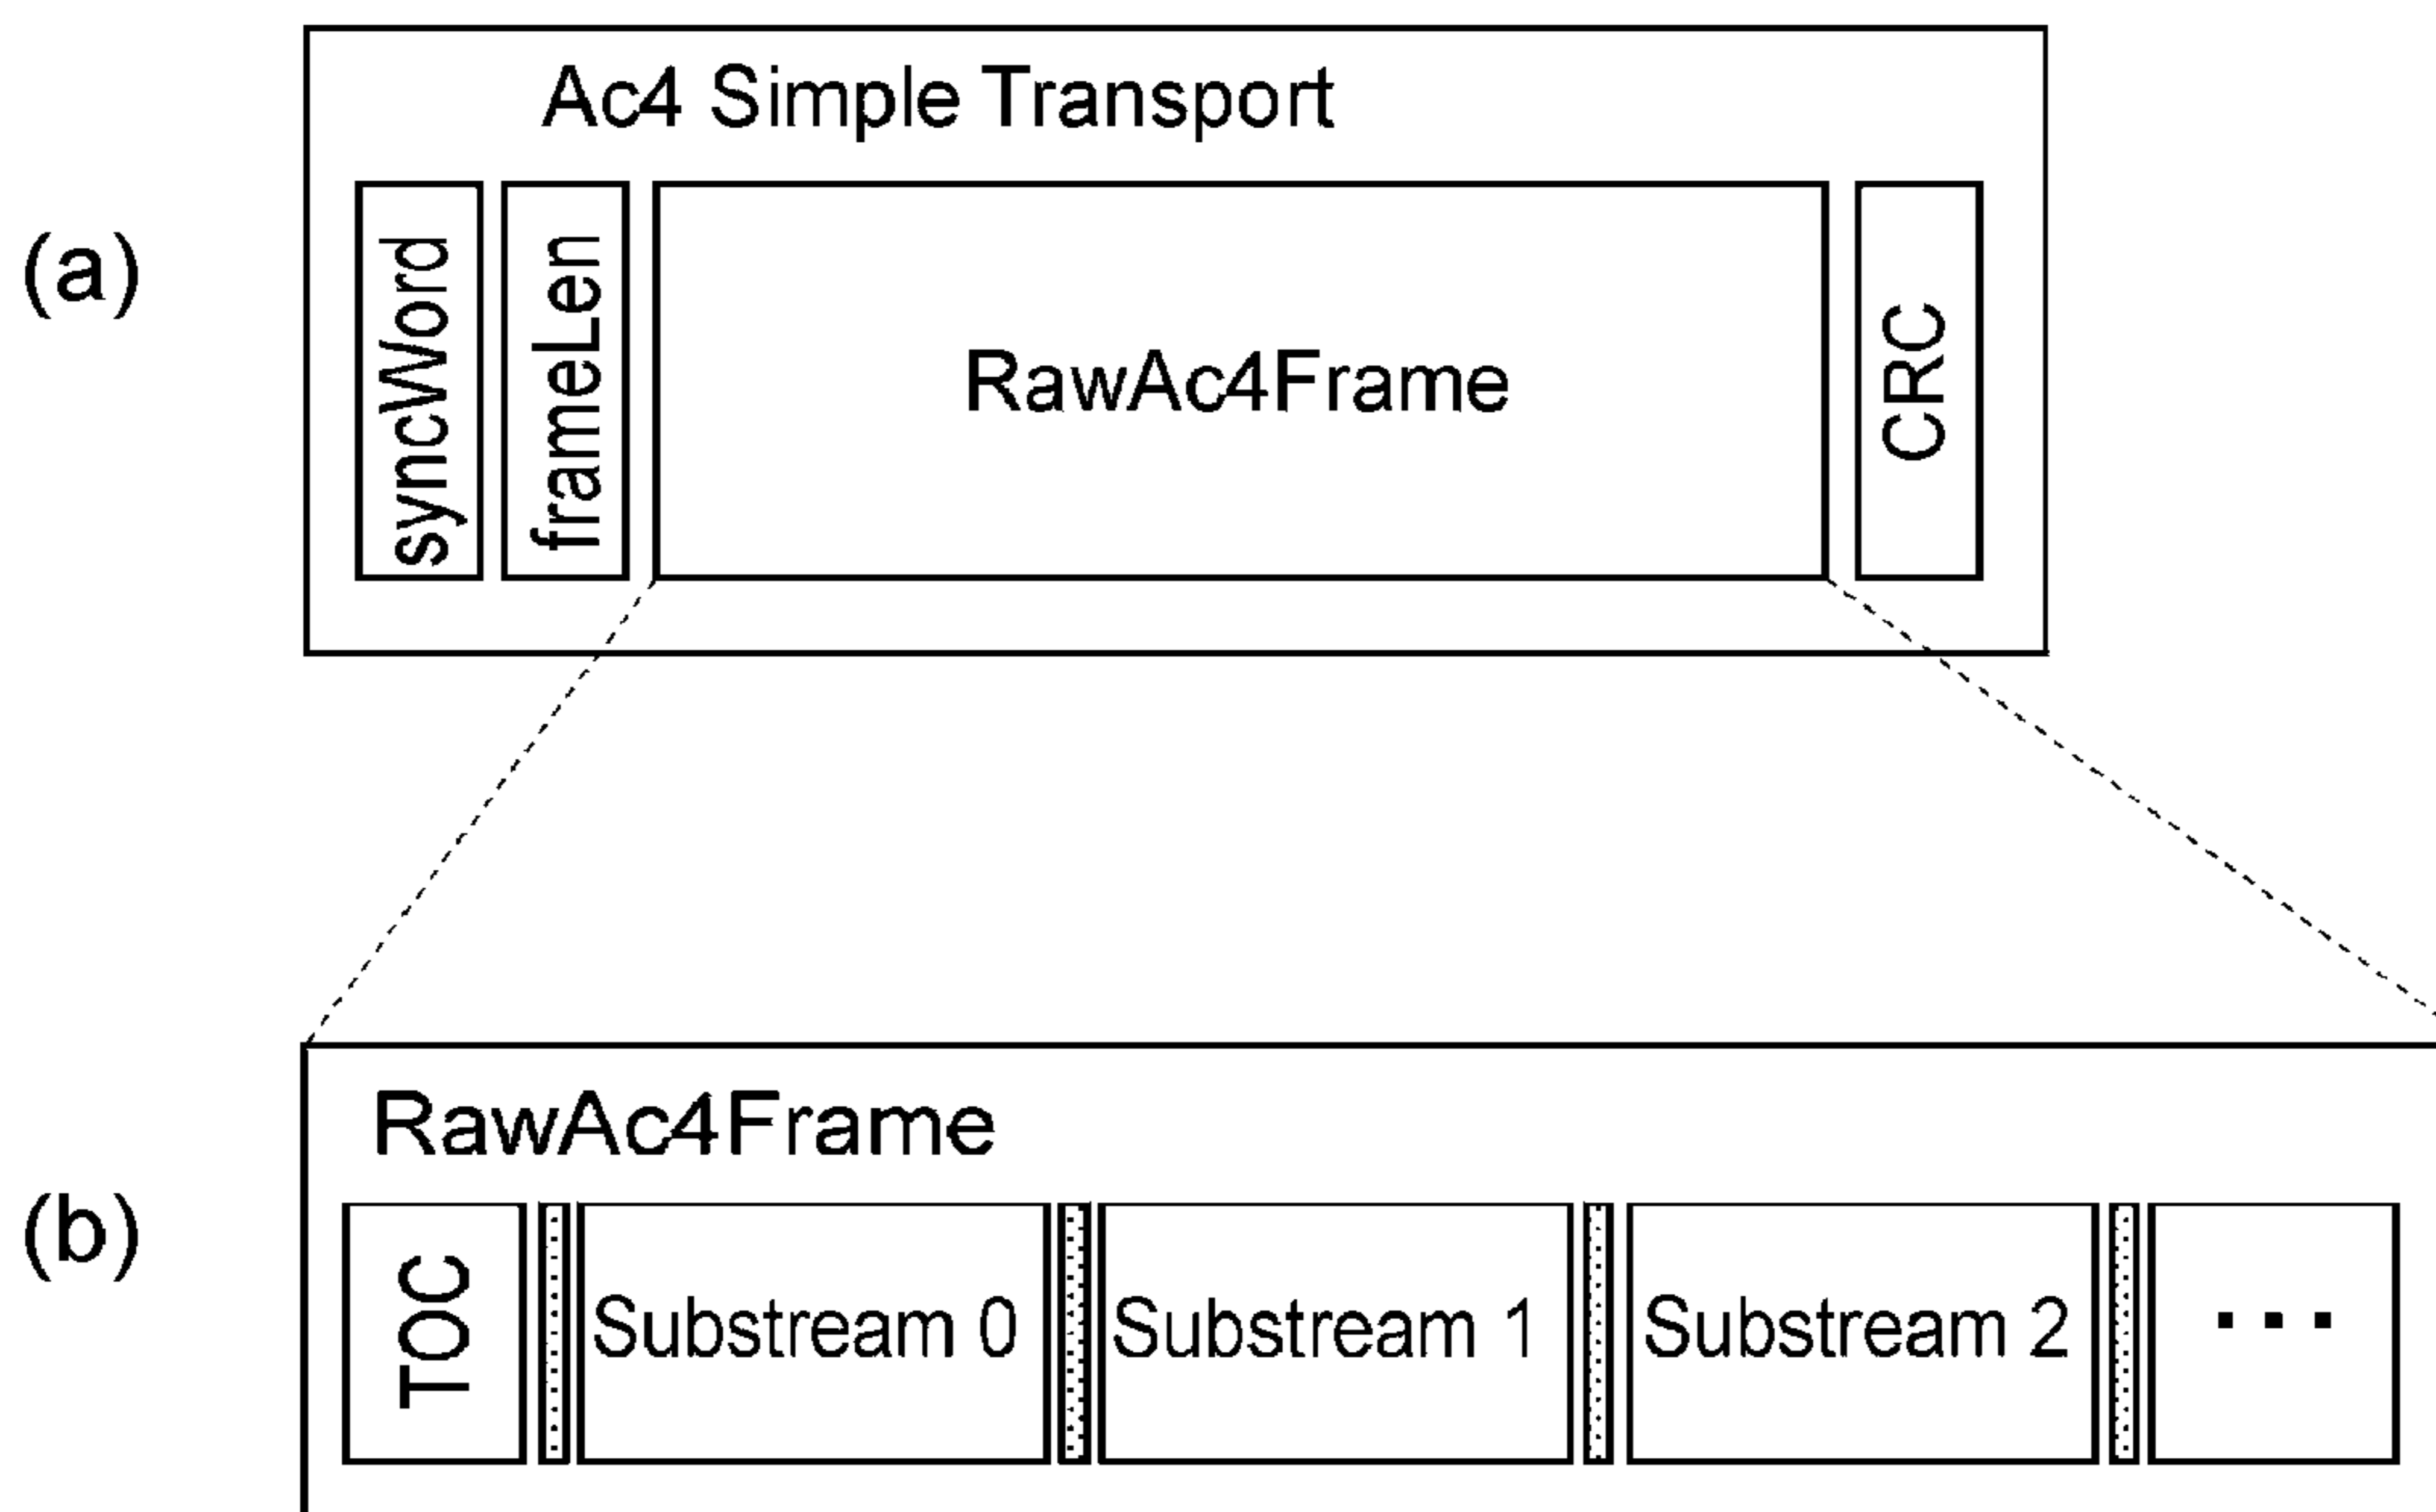 Ac4 Simple Transport
(a)
syncWord
frameLen
RawAc4Frame
CRC
RawAc4Frame
(b)
TOC
Substream 0
Substream 1
Substream 2
...